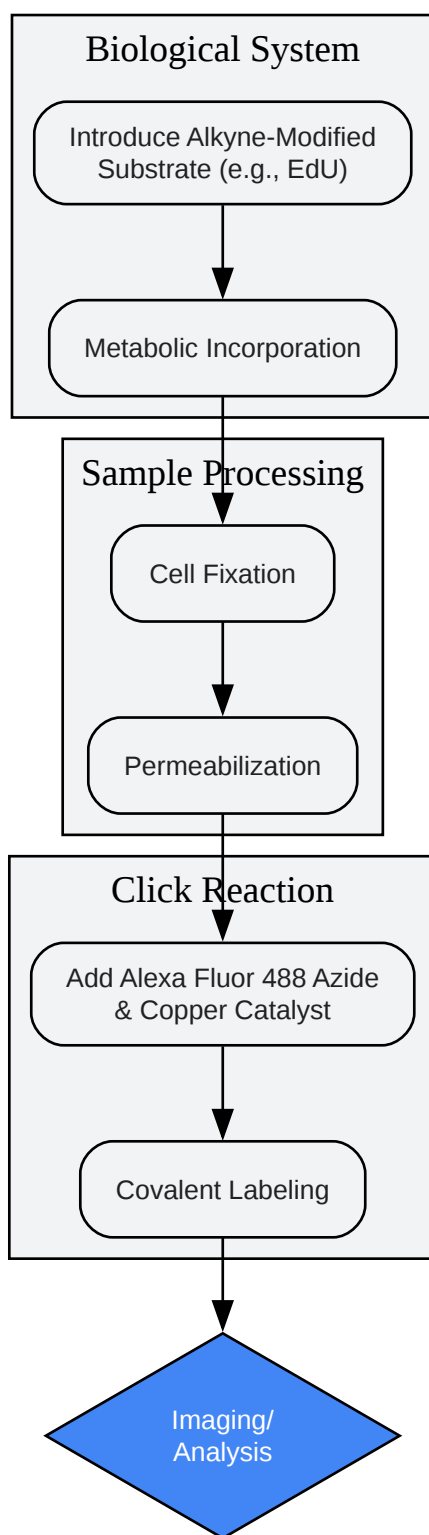 Biological System
Introduce Alkyne-Modified
Substrate (e.g., EdU)
Metabolic Incorporation
Sample Processing
Cell Fixation
Permeabilization
Click Reaction
Add Alexa Fluor 488 Azide
& Copper Catalyst
Covalent Labeling
Imaging/
Analysis